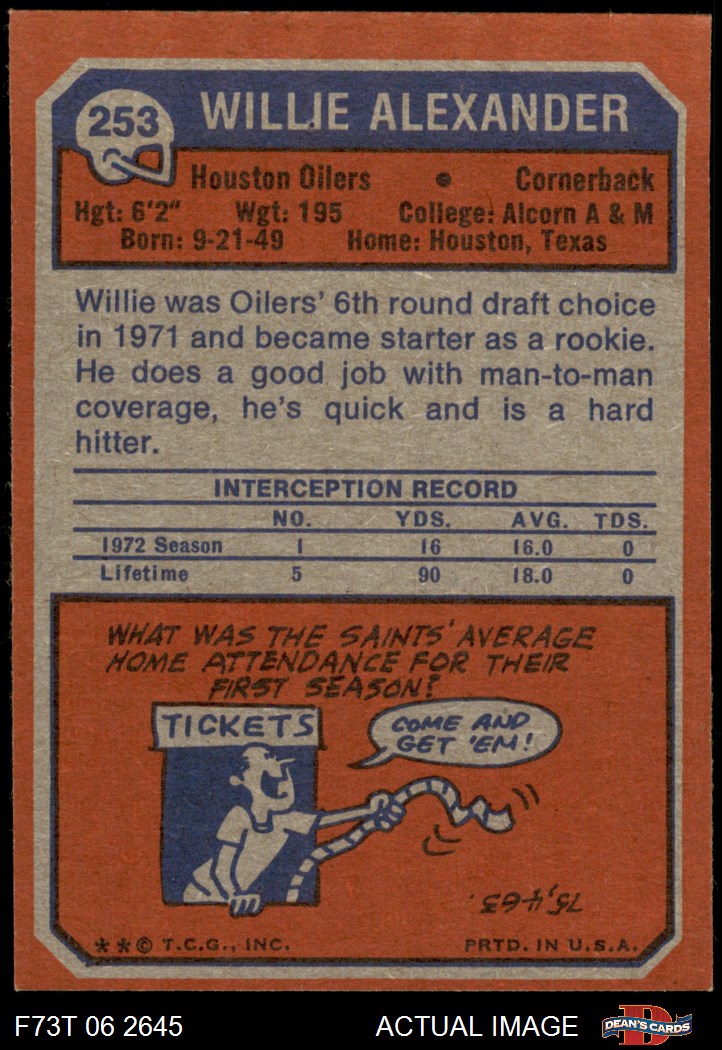 253
WILLIE ALEXANDER
Houston Oilers • Cornerback
Hgt: 6'2" Wgt: 195 College: Alcorn A & M
Born: 9-21-49 Home: Houston, Texas
Willie was Oilers' 6th round draft choice
in 1971 and became starter as a rookie.
He does a good job with man-to-man
coverage, he's quick and is a hard
hitter.
INTERCEPTION RECORD
NO. YDS. AVG. TDS.
1972 Season 1 16 16.0 0
Lifetime 5 90 18.0 0
WHAT WAS THE SAINTS' AVERAGE
HOME ATTENDANCE FOR THEIR
FIRST SEASON?
TICKETS
COME AND
GET 'EM!
75,463.
**© T.C.G., INC. PRTD. IN U.S.A.
F73T 06 2645 ACTUAL IMAGE
D
DEAN'S CARDS